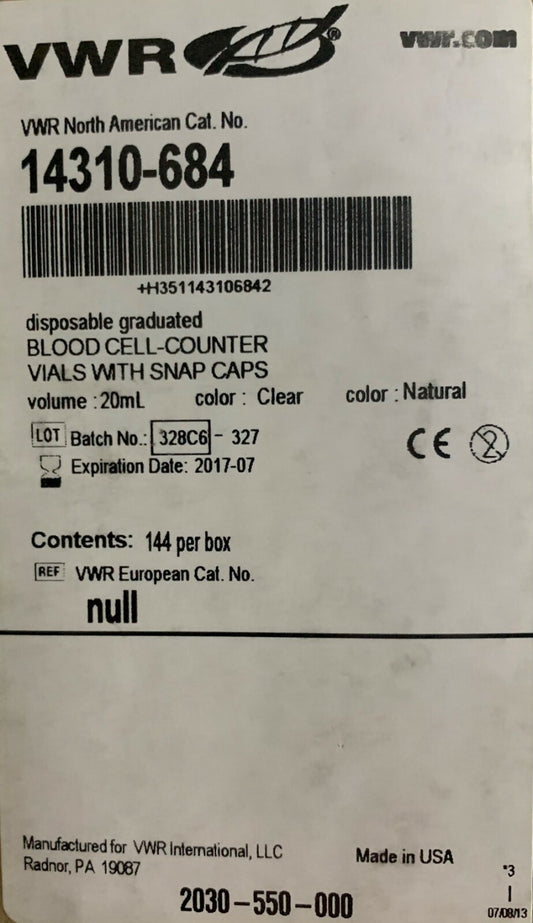 VWR®
vwr.com
VWR North American Cat. No.
14310-684
+H351143106842
disposable graduated
BLOOD CELL-COUNTER
VIALS WITH SNAP CAPS
volume : 20mL color : Clear color : Natural
LOT Batch No.: 328C6 - 327
CE 2
Expiration Date: 2017-07
Contents: 144 per box
REF VWR European Cat. No.
null
Manufactured for VWR International, LLC
Radnor, PA 19087
Made in USA
2030-550-000
*3
|
07/08/13